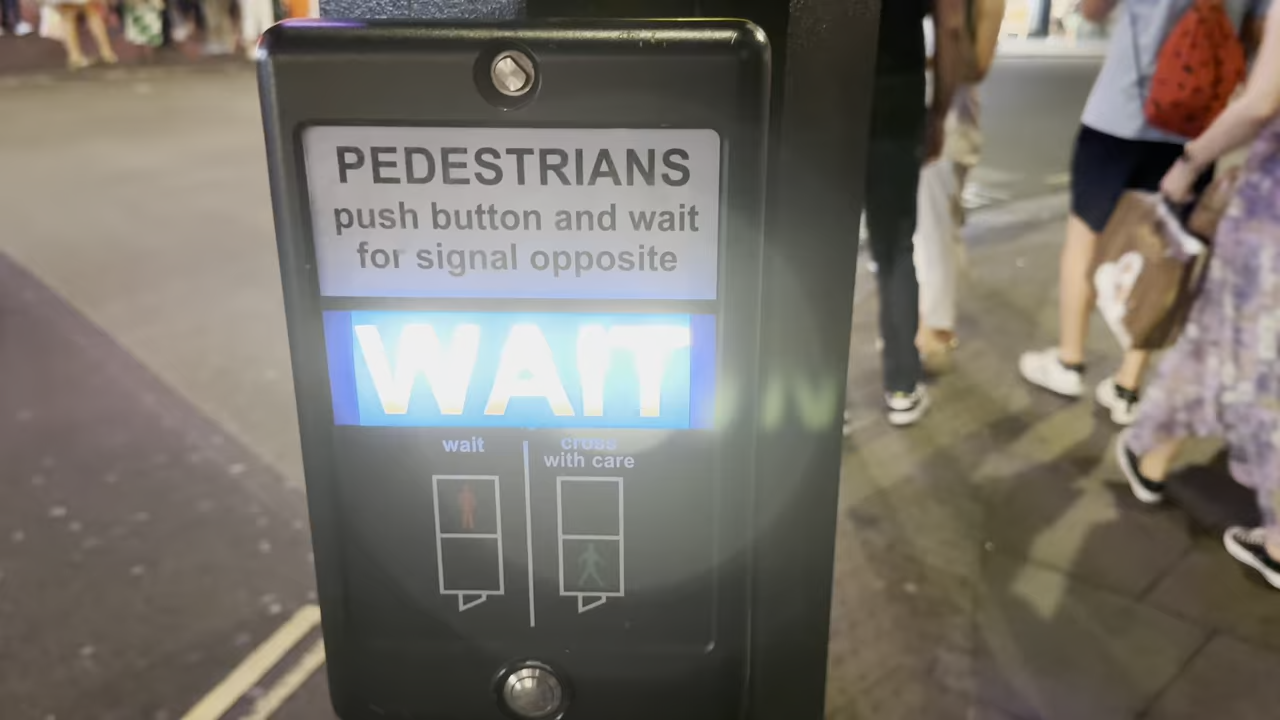 PEDESTRIANS
push button and wait
for signal opposite
WAIT
wait
cross
with care